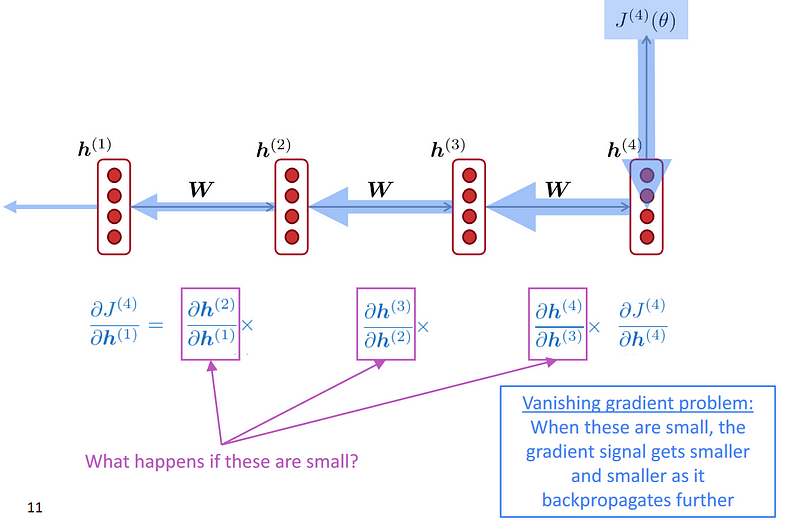 J⁽⁴⁾(θ)
h⁽¹⁾ h⁽²⁾ h⁽³⁾ h⁽⁴⁾
W W W
∂J⁽⁴⁾/∂h⁽¹⁾ = ∂h⁽²⁾/∂h⁽¹⁾ × ∂h⁽³⁾/∂h⁽²⁾ × ∂h⁽⁴⁾/∂h⁽³⁾ × ∂J⁽⁴⁾/∂h⁽⁴⁾
What happens if these are small?
Vanishing gradient problem:
When these are small, the
gradient signal gets smaller
and smaller as it
backpropagates further
11